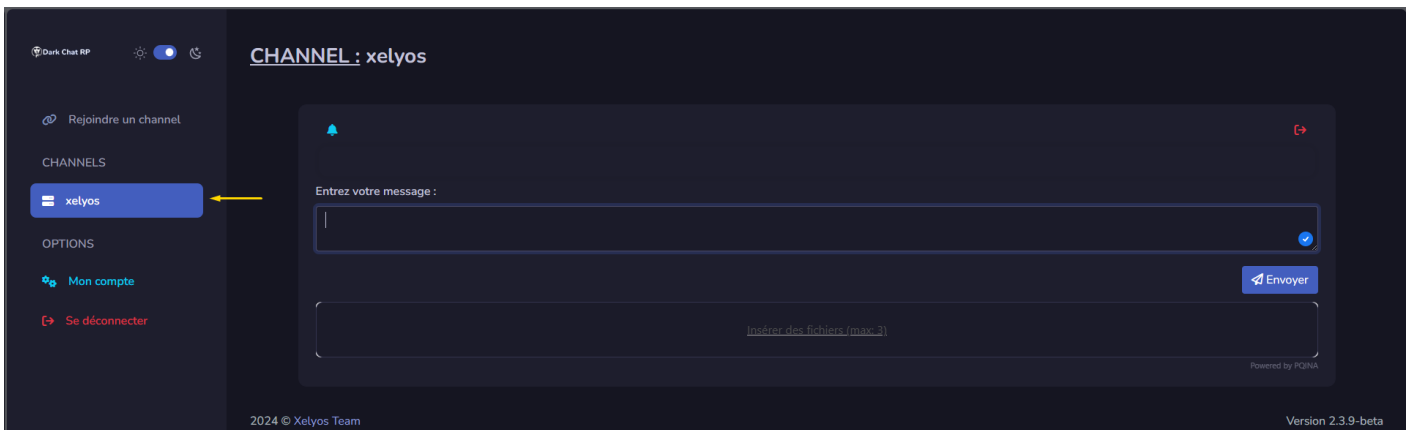 Dark Chat RP
CHANNEL : xelyos
Rejoindre un channel
CHANNELS
xelyos
OPTIONS
Mon compte
Se déconnecter
Entrez votre message :
Envoyer
Insérer des fichiers (max: 3)
Powered by PQINA
2024 © Xelyos Team
Version 2.3.9-beta